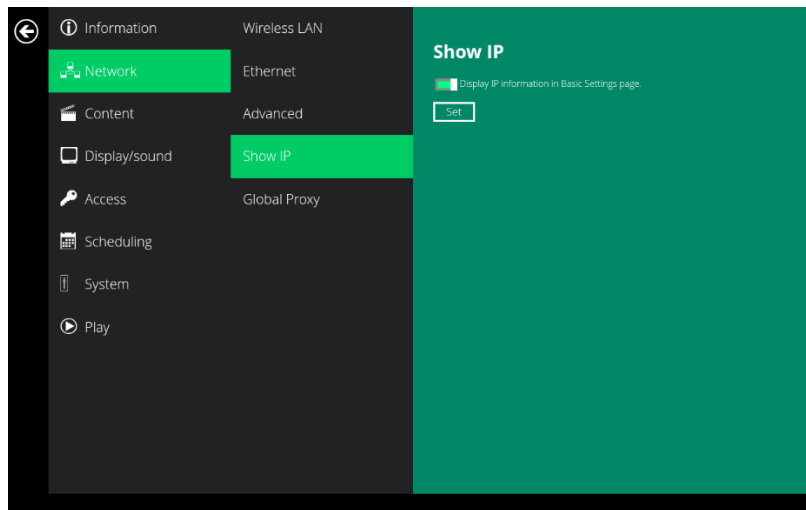 Information
Network
Content
Display/sound
Access
Scheduling
System
Play
Wireless LAN
Ethernet
Advanced
Show IP
Global Proxy
Show IP
Display IP information in Basic Settings page.
Set